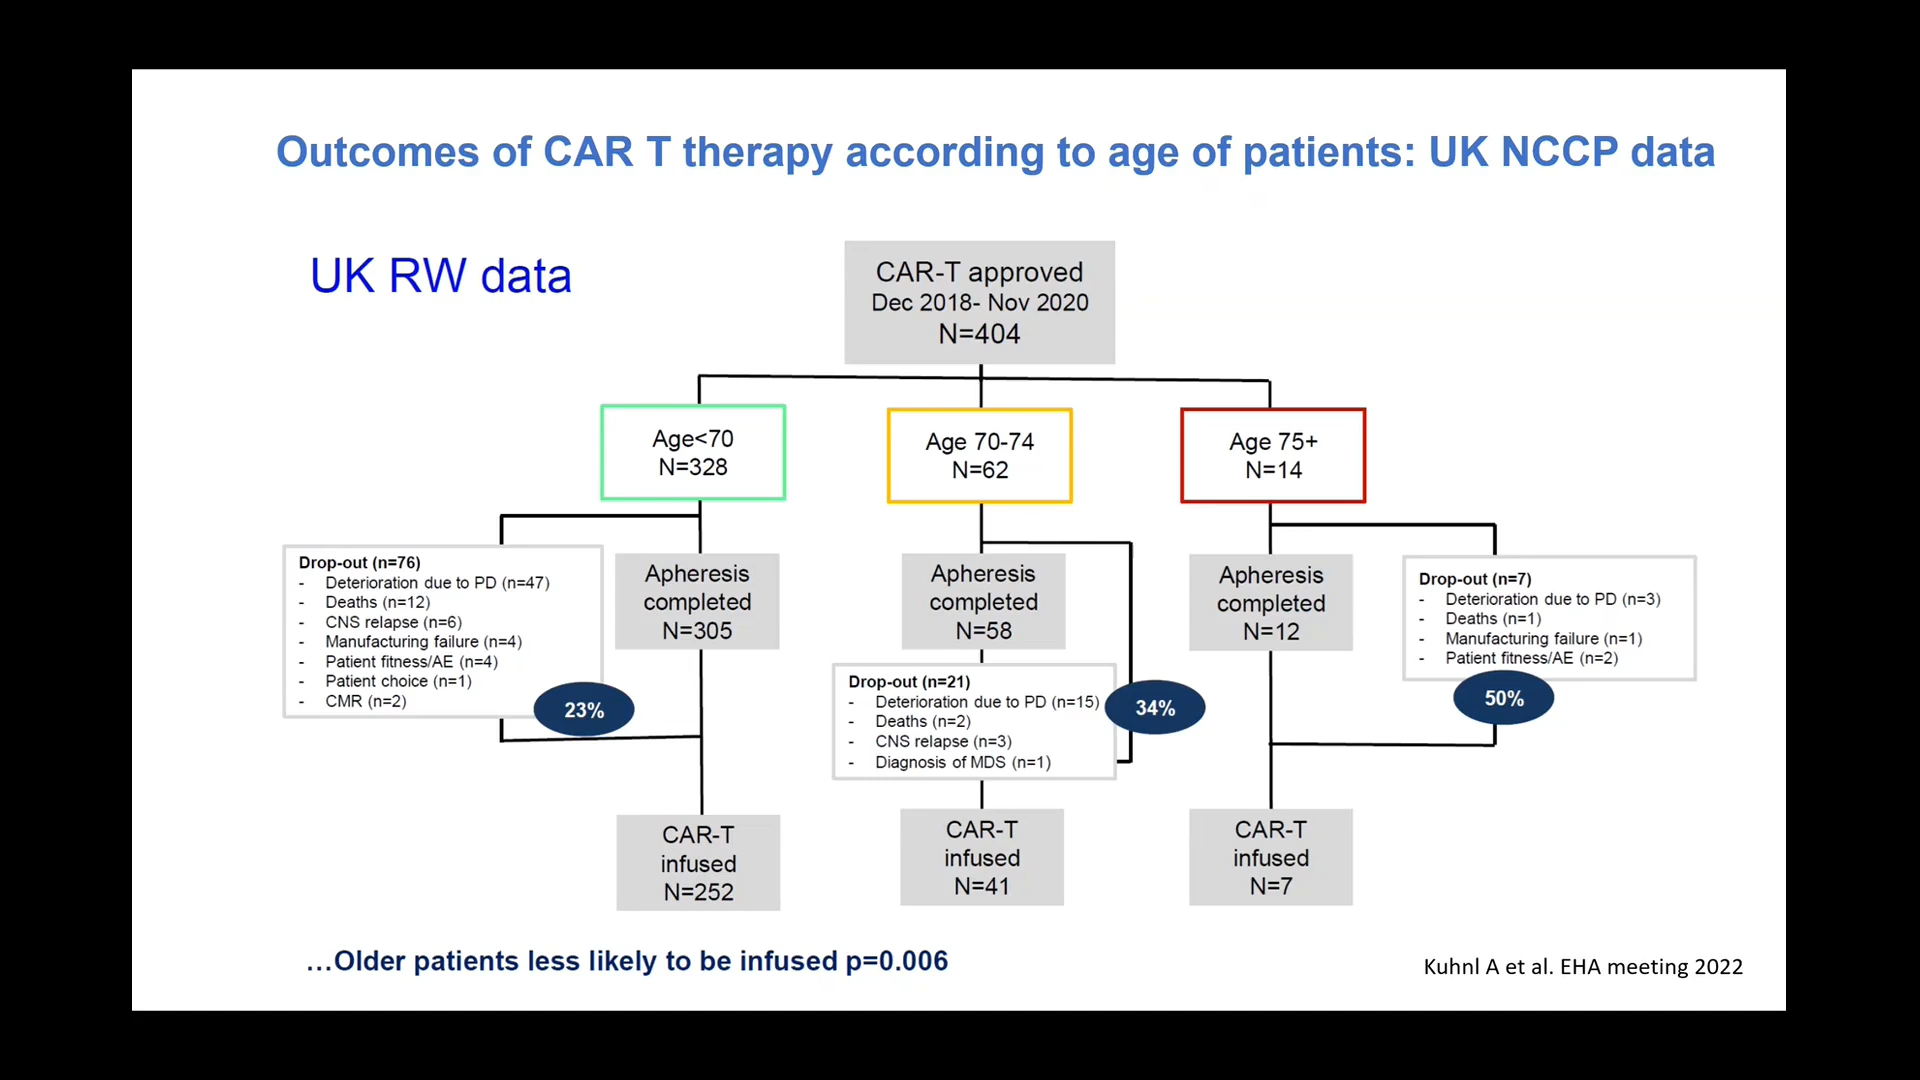 Outcomes of CAR T therapy according to age of patients: UK NCCP data
UK RW data
CAR-T approved
Dec 2018- Nov 2020
N=404
Age<70
N=328
Age 70-74
N=62
Age 75+
N=14
Drop-out (n=76)
- Deterioration due to PD (n=47)
- Deaths (n=12)
- CNS relapse (n=6)
- Manufacturing failure (n=4)
- Patient fitness/AE (n=4)
- Patient choice (n=1)
- CMR (n=2)
23%
Apheresis
completed
N=305
Apheresis
completed
N=58
Drop-out (n=21)
- Deterioration due to PD (n=15)
- Deaths (n=2)
- CNS relapse (n=3)
- Diagnosis of MDS (n=1)
34%
Apheresis
completed
N=12
Drop-out (n=7)
- Deterioration due to PD (n=3)
- Deaths (n=1)
- Manufacturing failure (n=1)
- Patient fitness/AE (n=2)
50%
CAR-T
infused
N=252
CAR-T
infused
N=41
CAR-T
infused
N=7
…Older patients less likely to be infused p=0.006
Kuhnl A et al. EHA meeting 2022